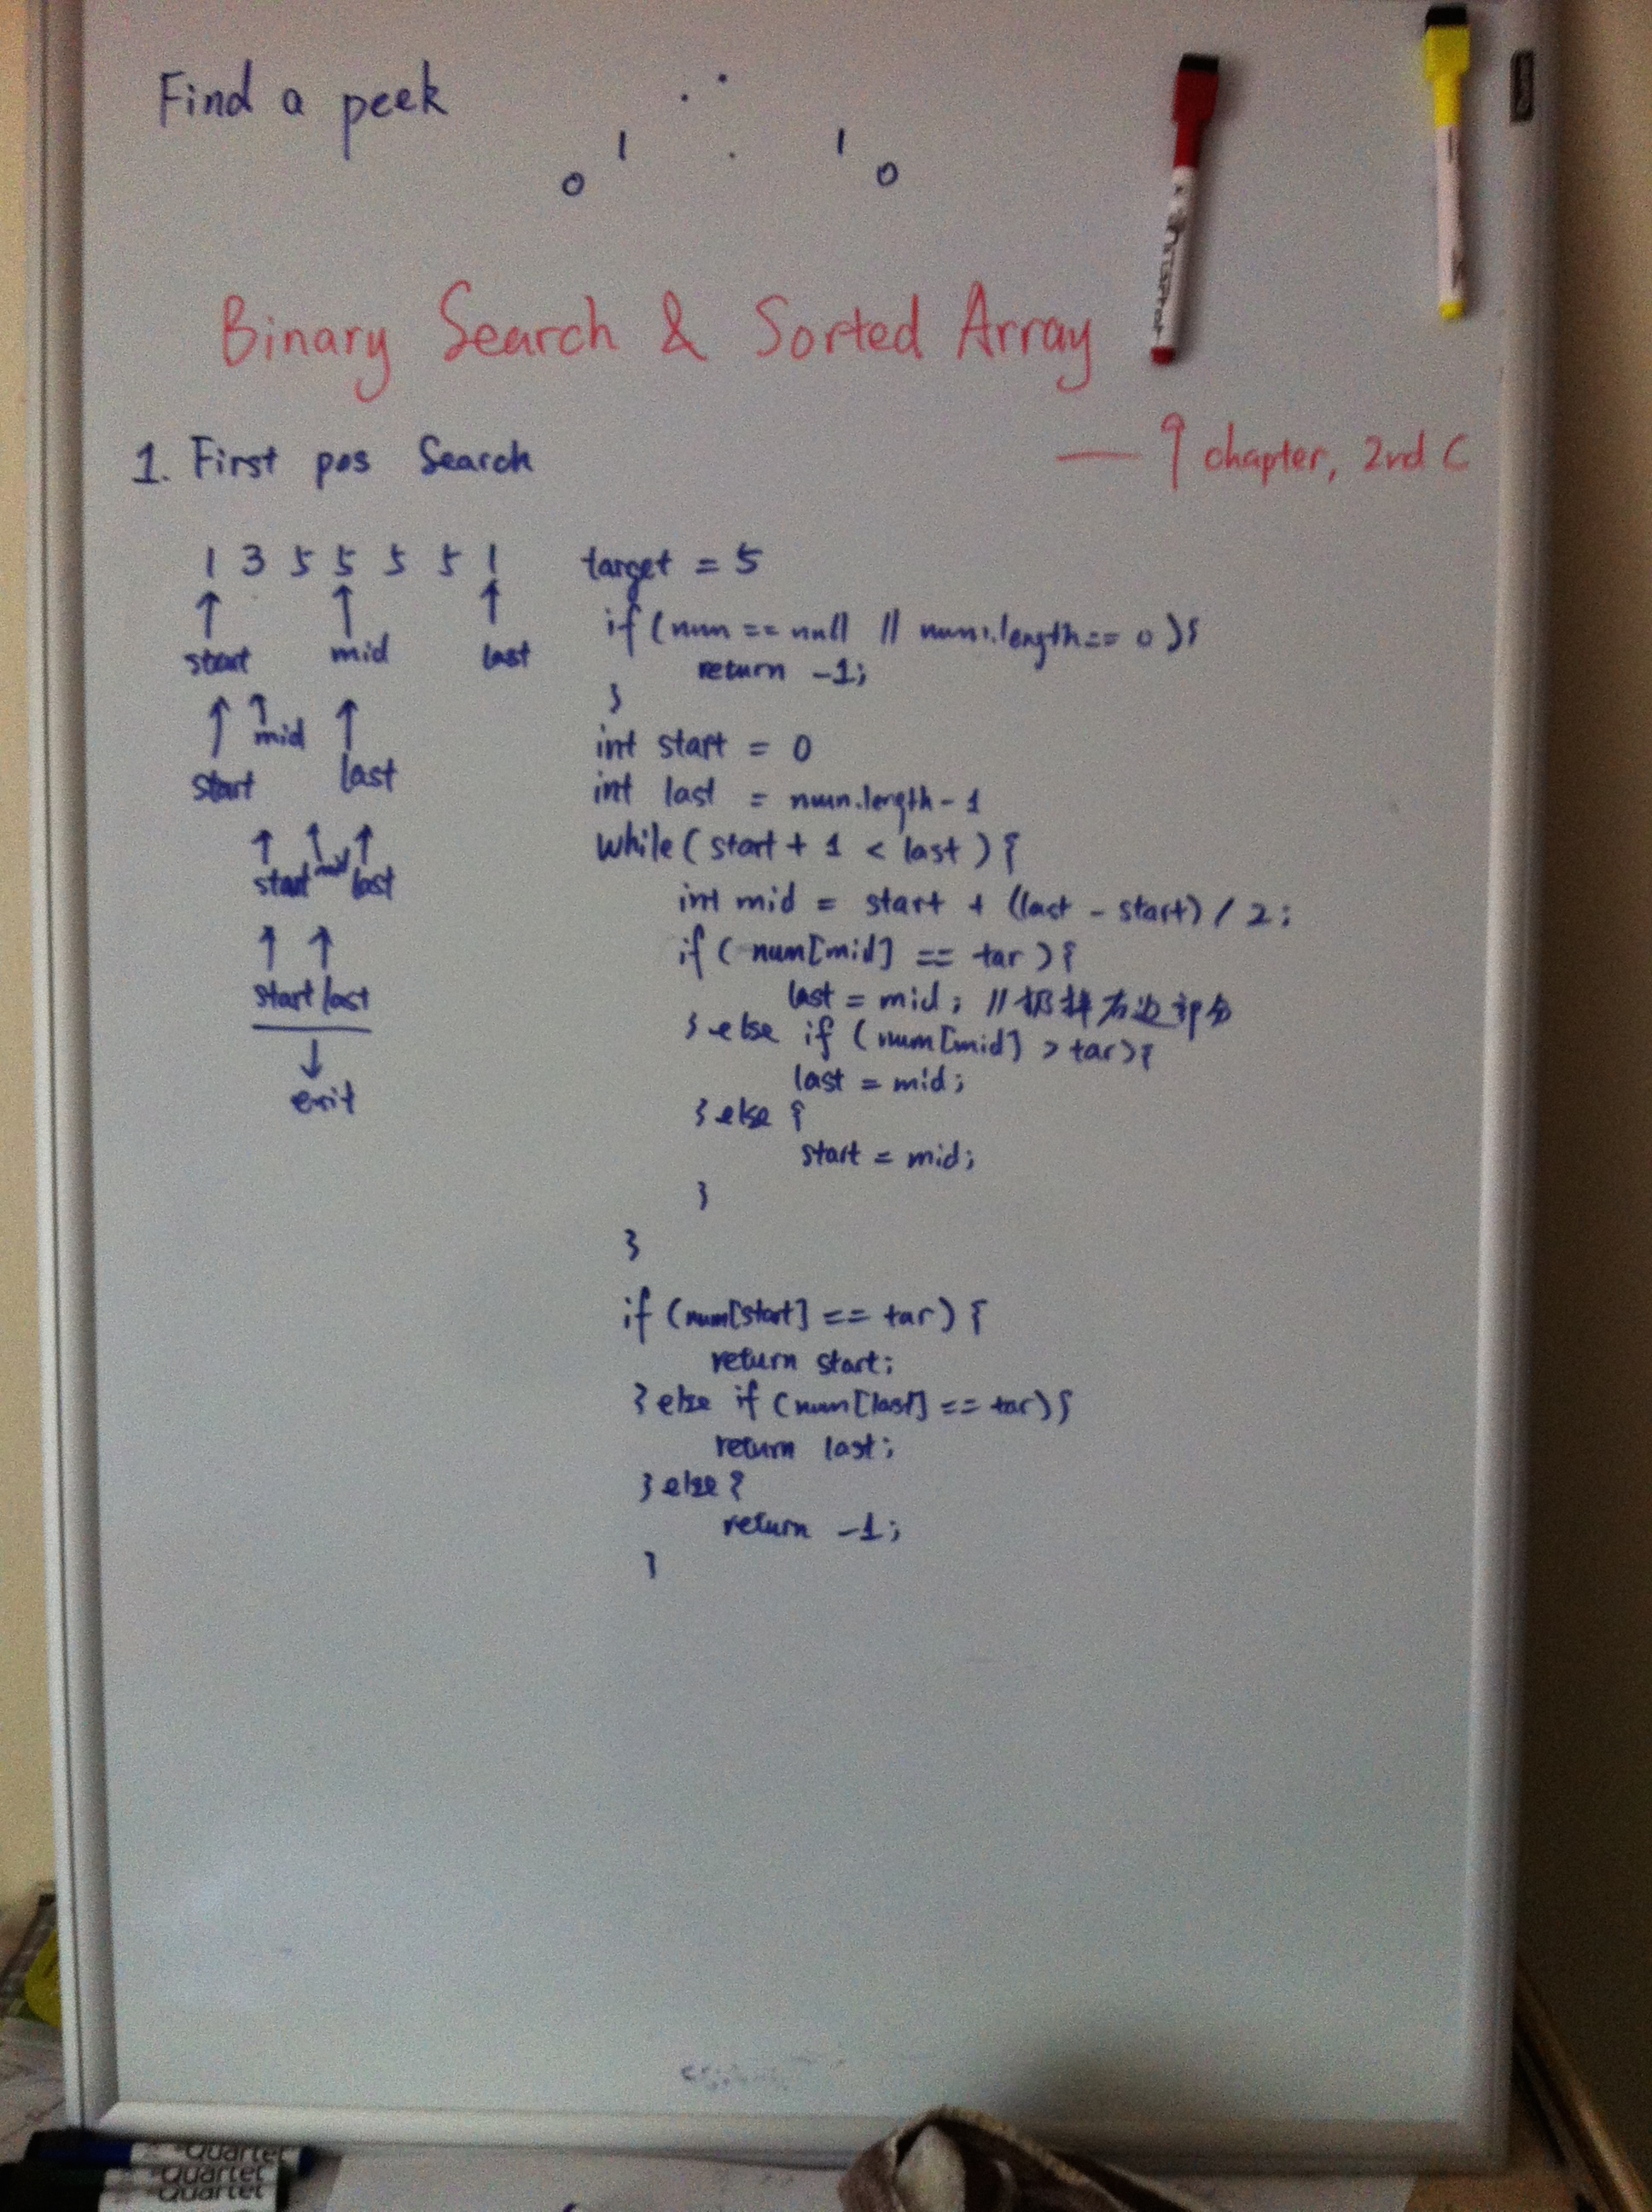 Find a peek
1 1
0 0
Binary Search & Sorted Array
— 9 chapter, 2nd C
1. First pos Search
1 3 5 5 5 5 1 target = 5
start mid last
if (num == null || num.length == 0){
return -1;
}
mid
start last
int start = 0
int last = num.length - 1
while (start + 1 < last) {
start mid last
int mid = start + (last - start) / 2;
if ( num[mid] == tar ) {
start last
last = mid; // 扔掉右边部分
} else if (num[mid] > tar) {
exit
last = mid;
} else {
start = mid;
}
}
if (num[start] == tar) {
return start;
} else if (num[last] == tar) {
return last;
} else {
return -1;
}
Quartet
Quartet
Quartet